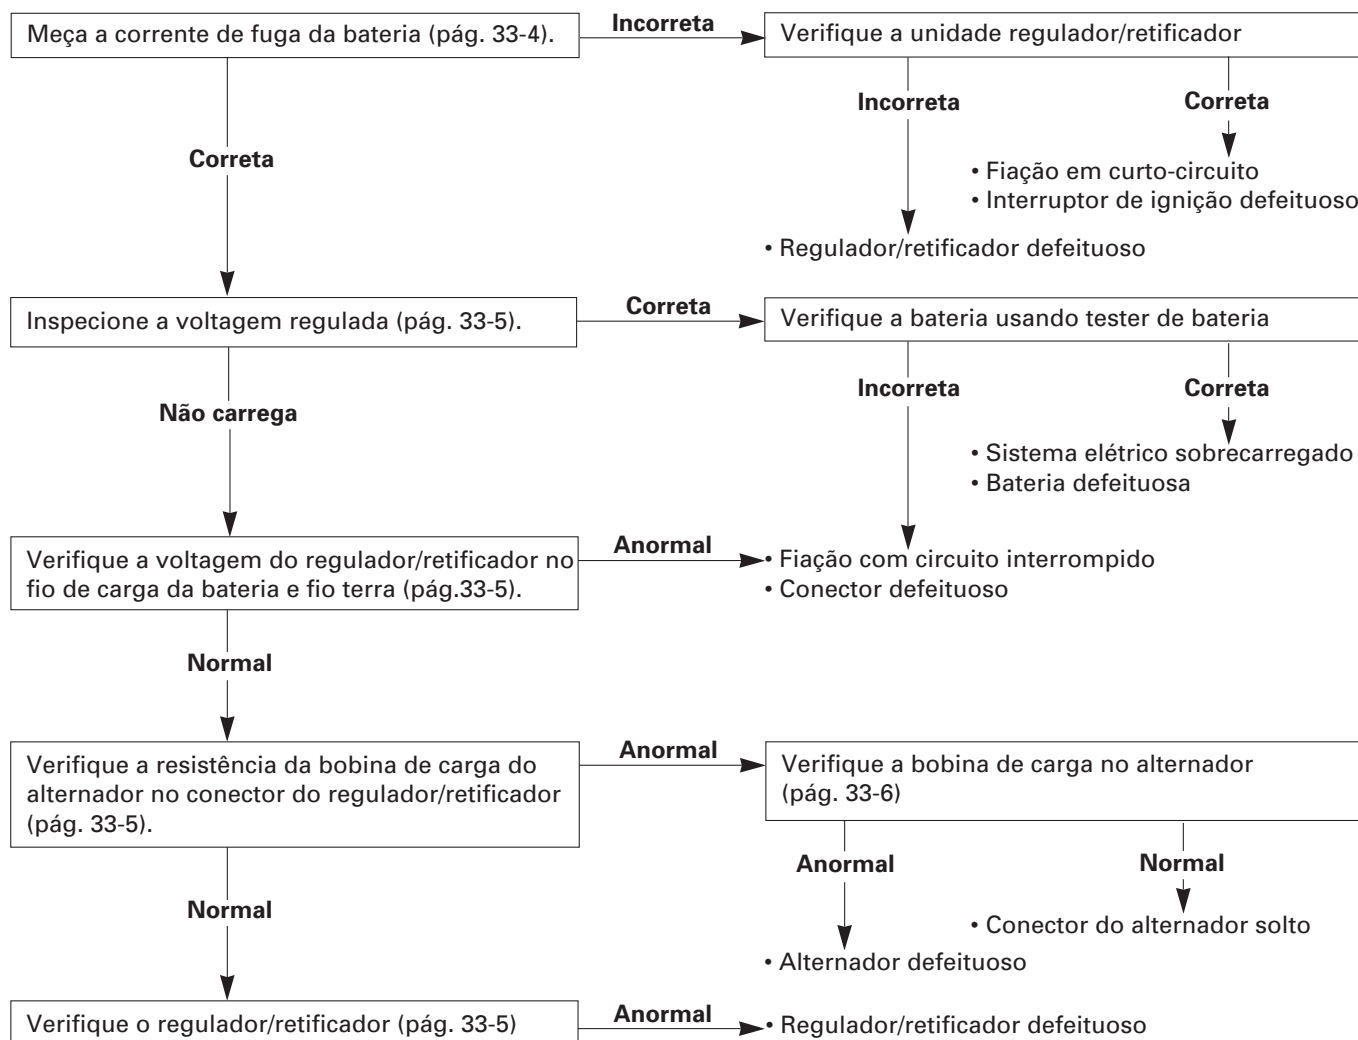 Meça a corrente de fuga da bateria (pág. 33-4).
Incorreta
Verifique a unidade regulador/retificador
Incorreta
Correta
Correta
• Fiação em curto-circuito
• Interruptor de ignição defeituoso
• Regulador/retificador defeituoso
Inspecione a voltagem regulada (pág. 33-5).
Correta
Verifique a bateria usando tester de bateria
Incorreta
Correta
Não carrega
• Sistema elétrico sobrecarregado
• Bateria defeituosa
Verifique a voltagem do regulador/retificador no
fio de carga da bateria e fio terra (pág.33-5).
Anormal
• Fiação com circuito interrompido
• Conector defeituoso
Normal
Verifique a resistência da bobina de carga do
alternador no conector do regulador/retificador
(pág. 33-5).
Anormal
Verifique a bobina de carga no alternador
(pág. 33-6)
Anormal
Normal
Normal
• Conector do alternador solto
• Alternador defeituoso
Verifique o regulador/retificador (pág. 33-5)
Anormal
• Regulador/retificador defeituoso